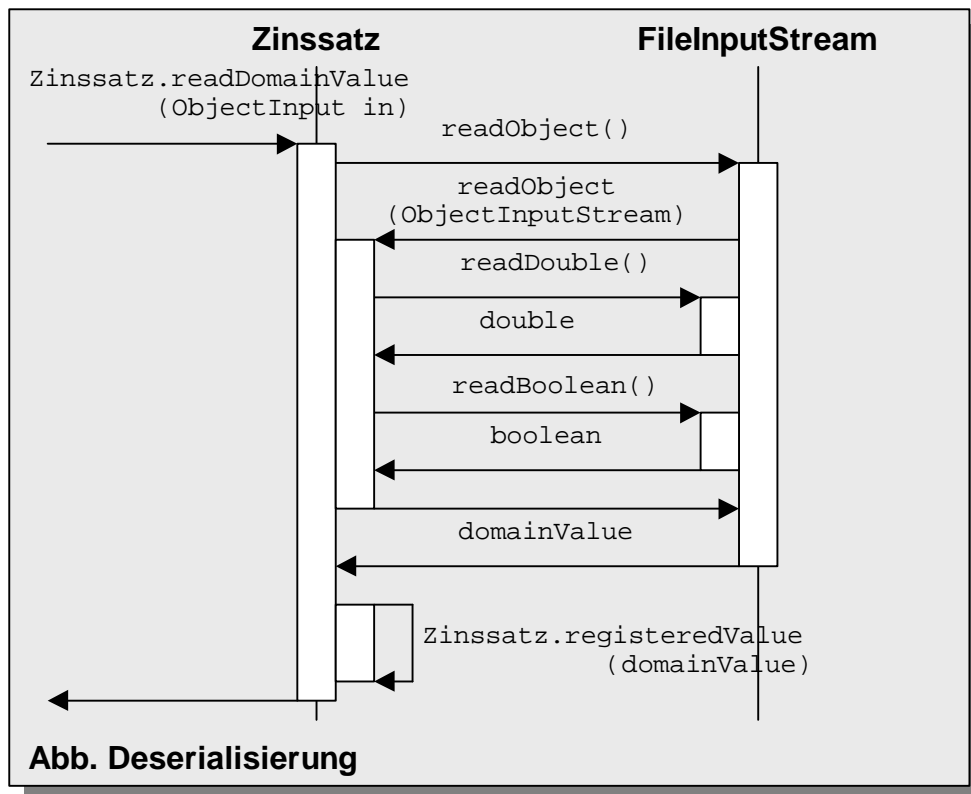 Zinssatz
FileInputStream
Zinssatz.readDomainValue
(ObjectInput in)
readObject()
readObject
(ObjectInputStream)
readDouble()
double
readBoolean()
boolean
domainValue
Zinssatz.registeredValue
(domainValue)
Abb. Deserialisierung